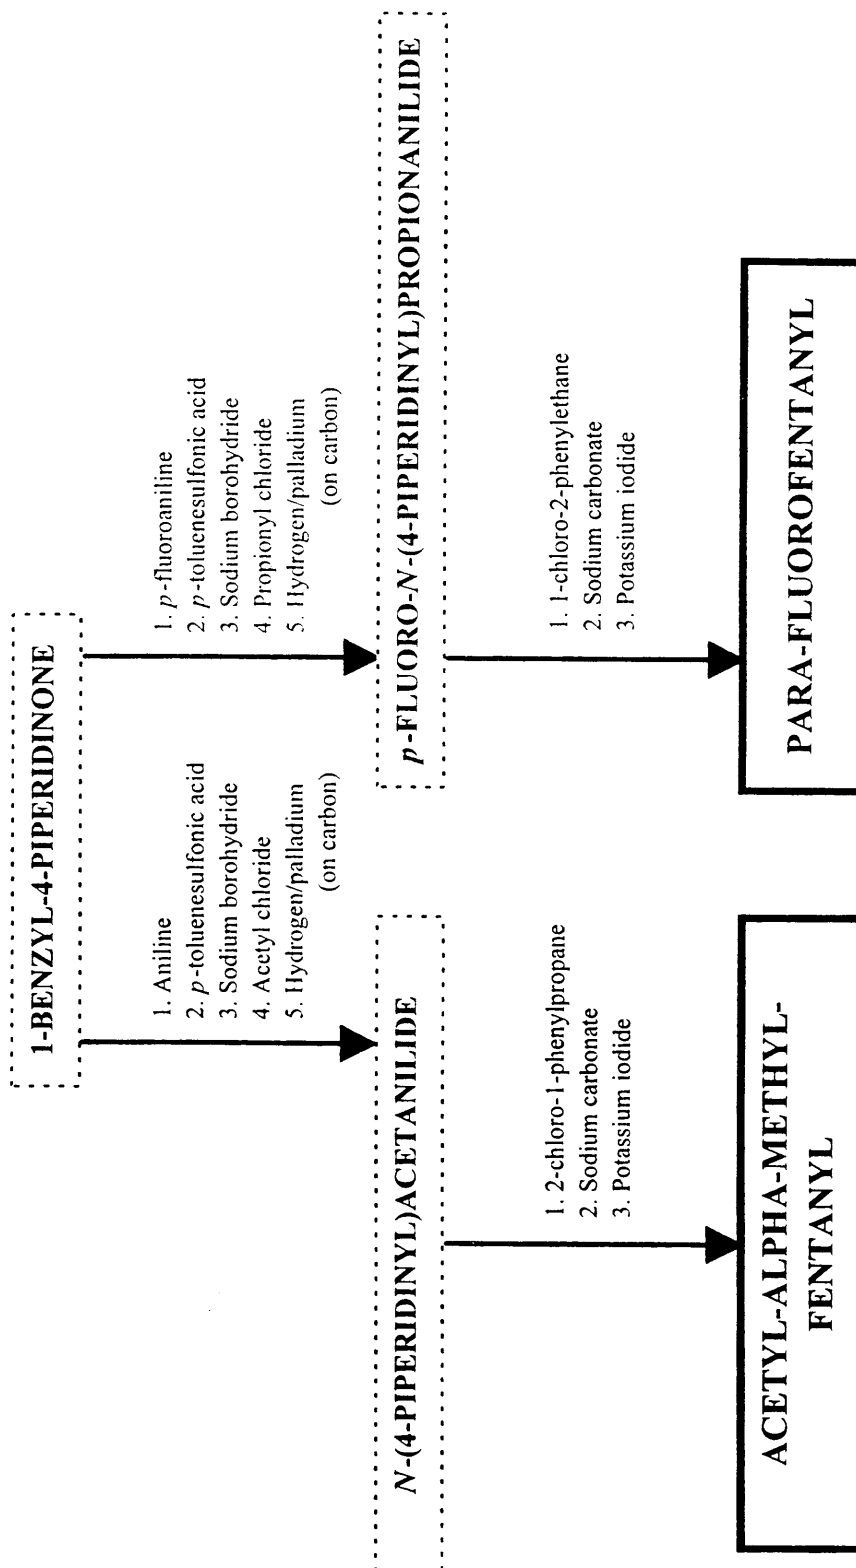 1-BENZYL-4-PIPERIDINONE
1. Aniline
2. p-toluenesulfonic acid
3. Sodium borohydride
4. Acetyl chloride
5. Hydrogen/palladium
(on carbon)
1. p-fluoroaniline
2. p-toluenesulfonic acid
3. Sodium borohydride
4. Propionyl chloride
5. Hydrogen/palladium
(on carbon)
N-(4-PIPERIDINYL)ACETANILIDE
p-FLUORO-N-(4-PIPERIDINYL)PROPIONANILIDE
1. 2-chloro-1-phenylpropane
2. Sodium carbonate
3. Potassium iodide
1. 1-chloro-2-phenylethane
2. Sodium carbonate
3. Potassium iodide
ACETYL-ALPHA-METHYL-
FENTANYL
PARA-FLUOROFENTANYL